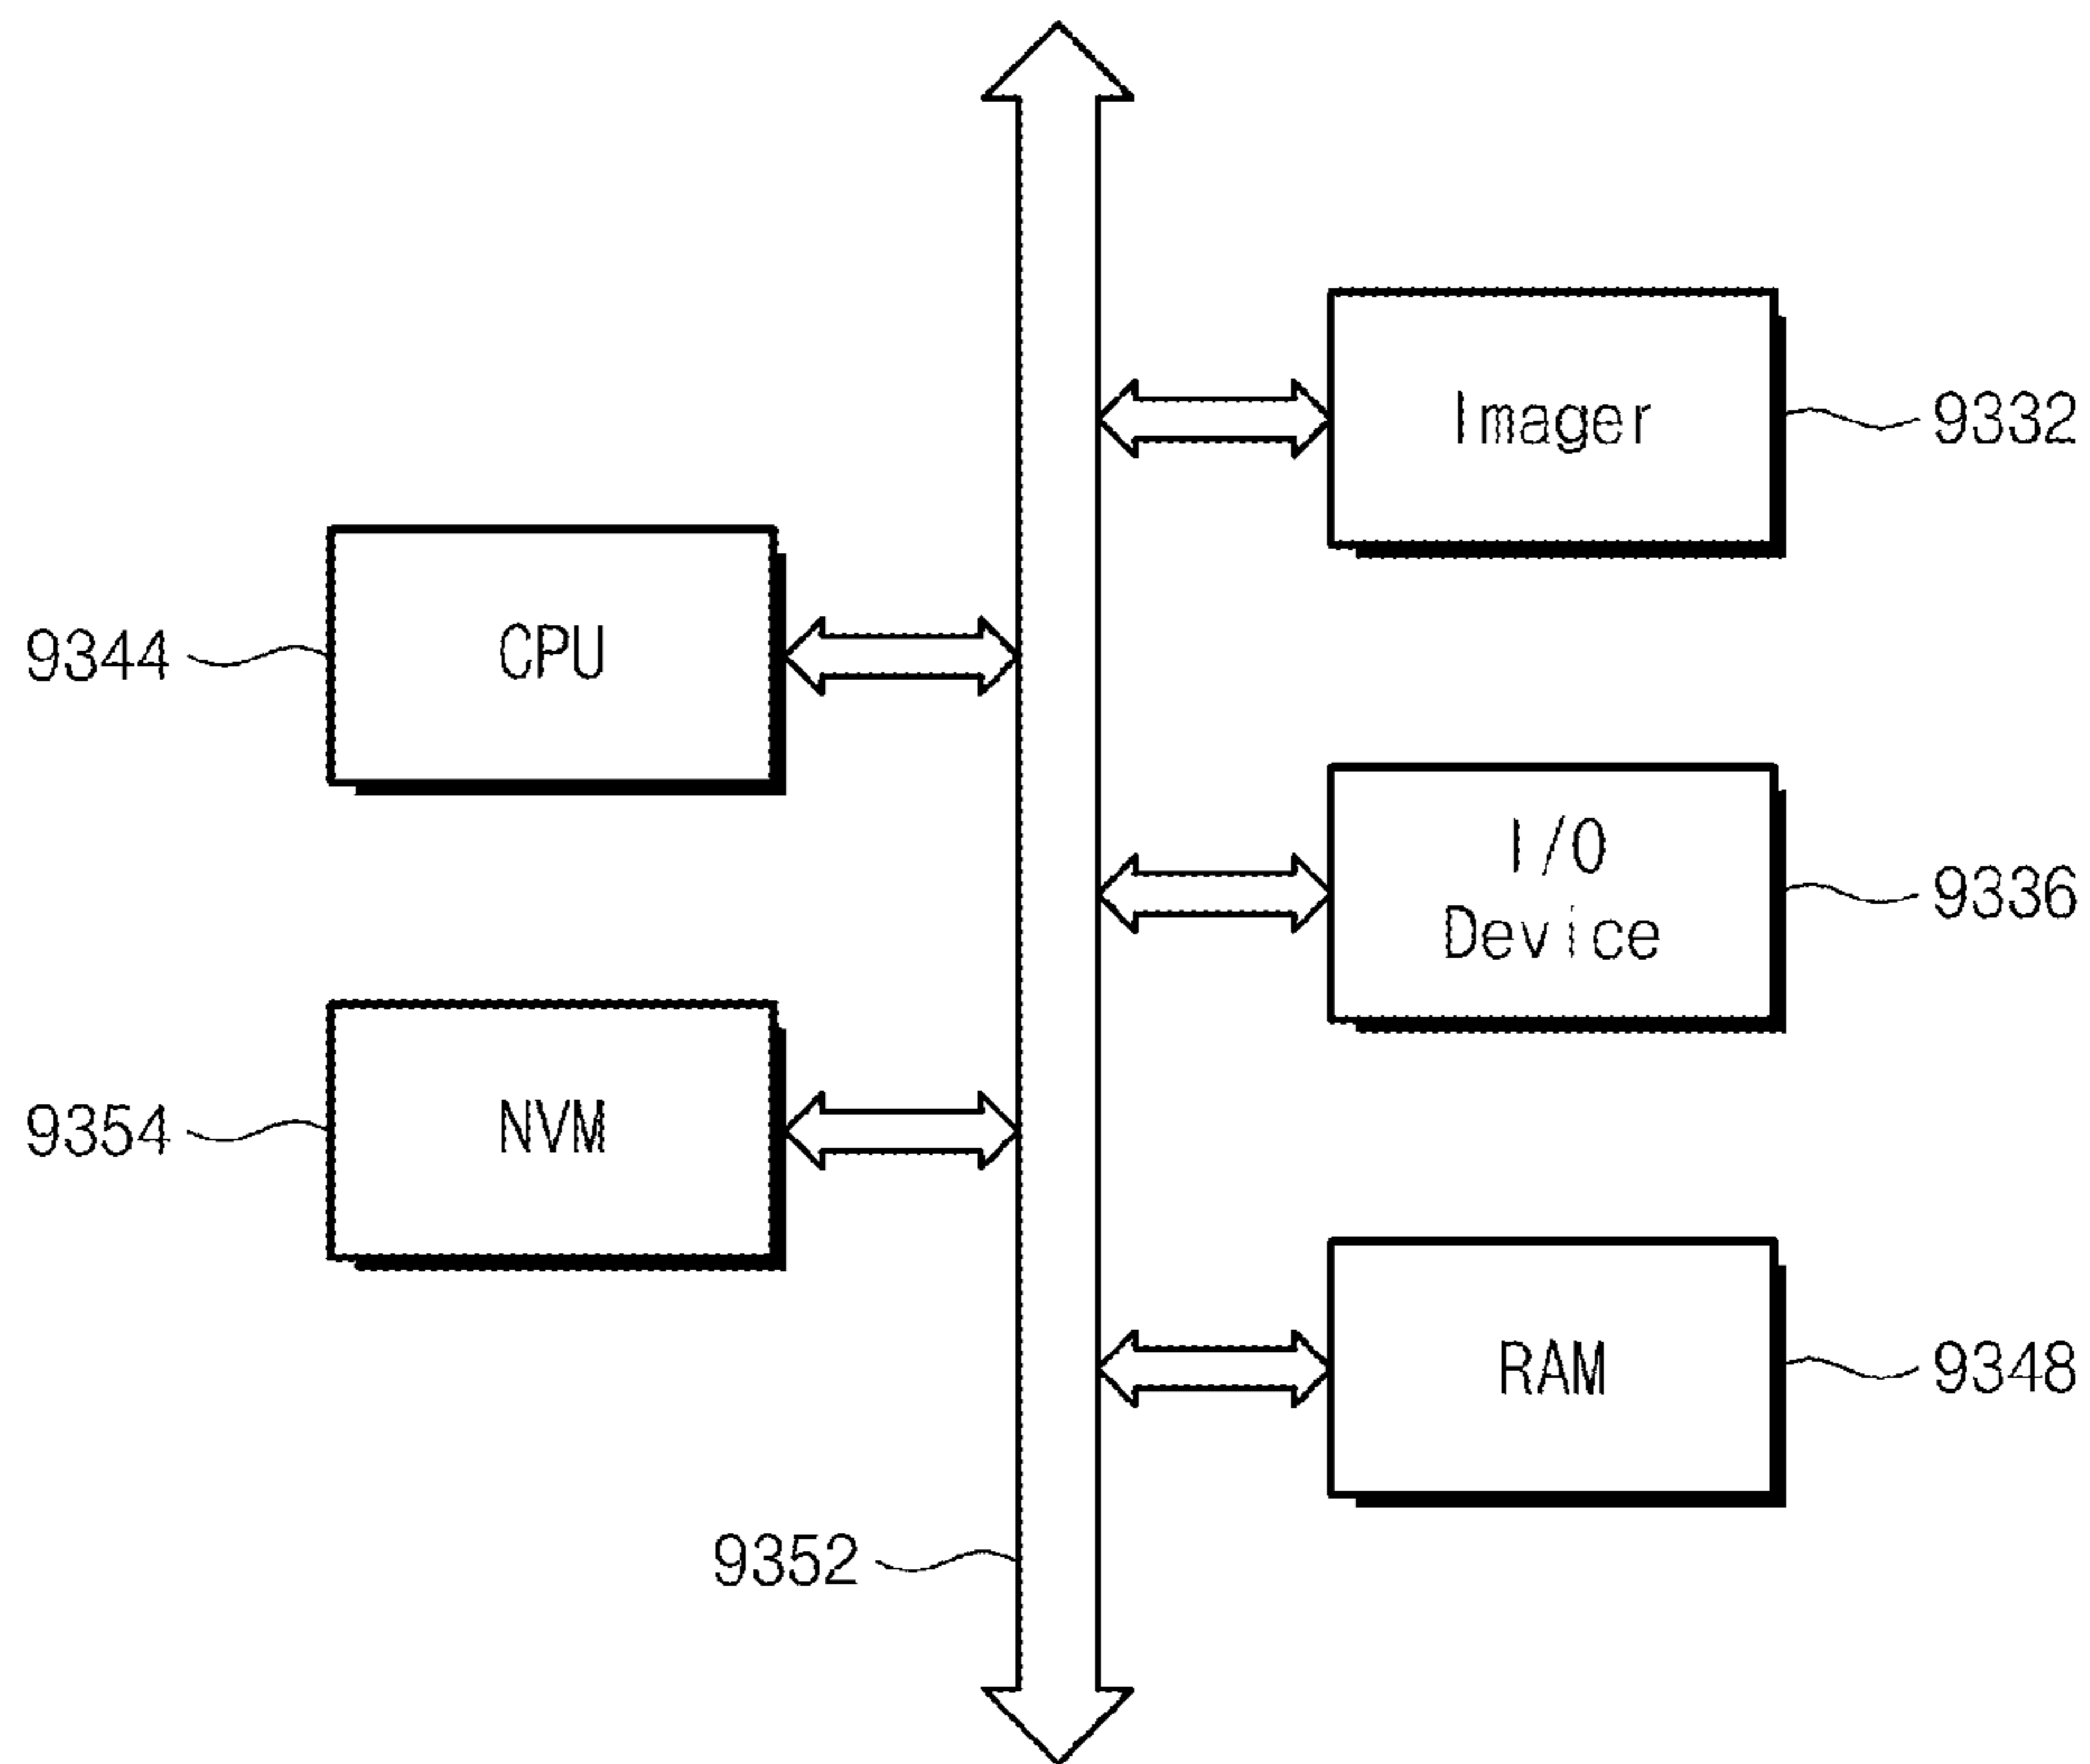 Imager
9332
CPU
9344
I/O
Device
9336
NVM
9354
RAM
9348
9352